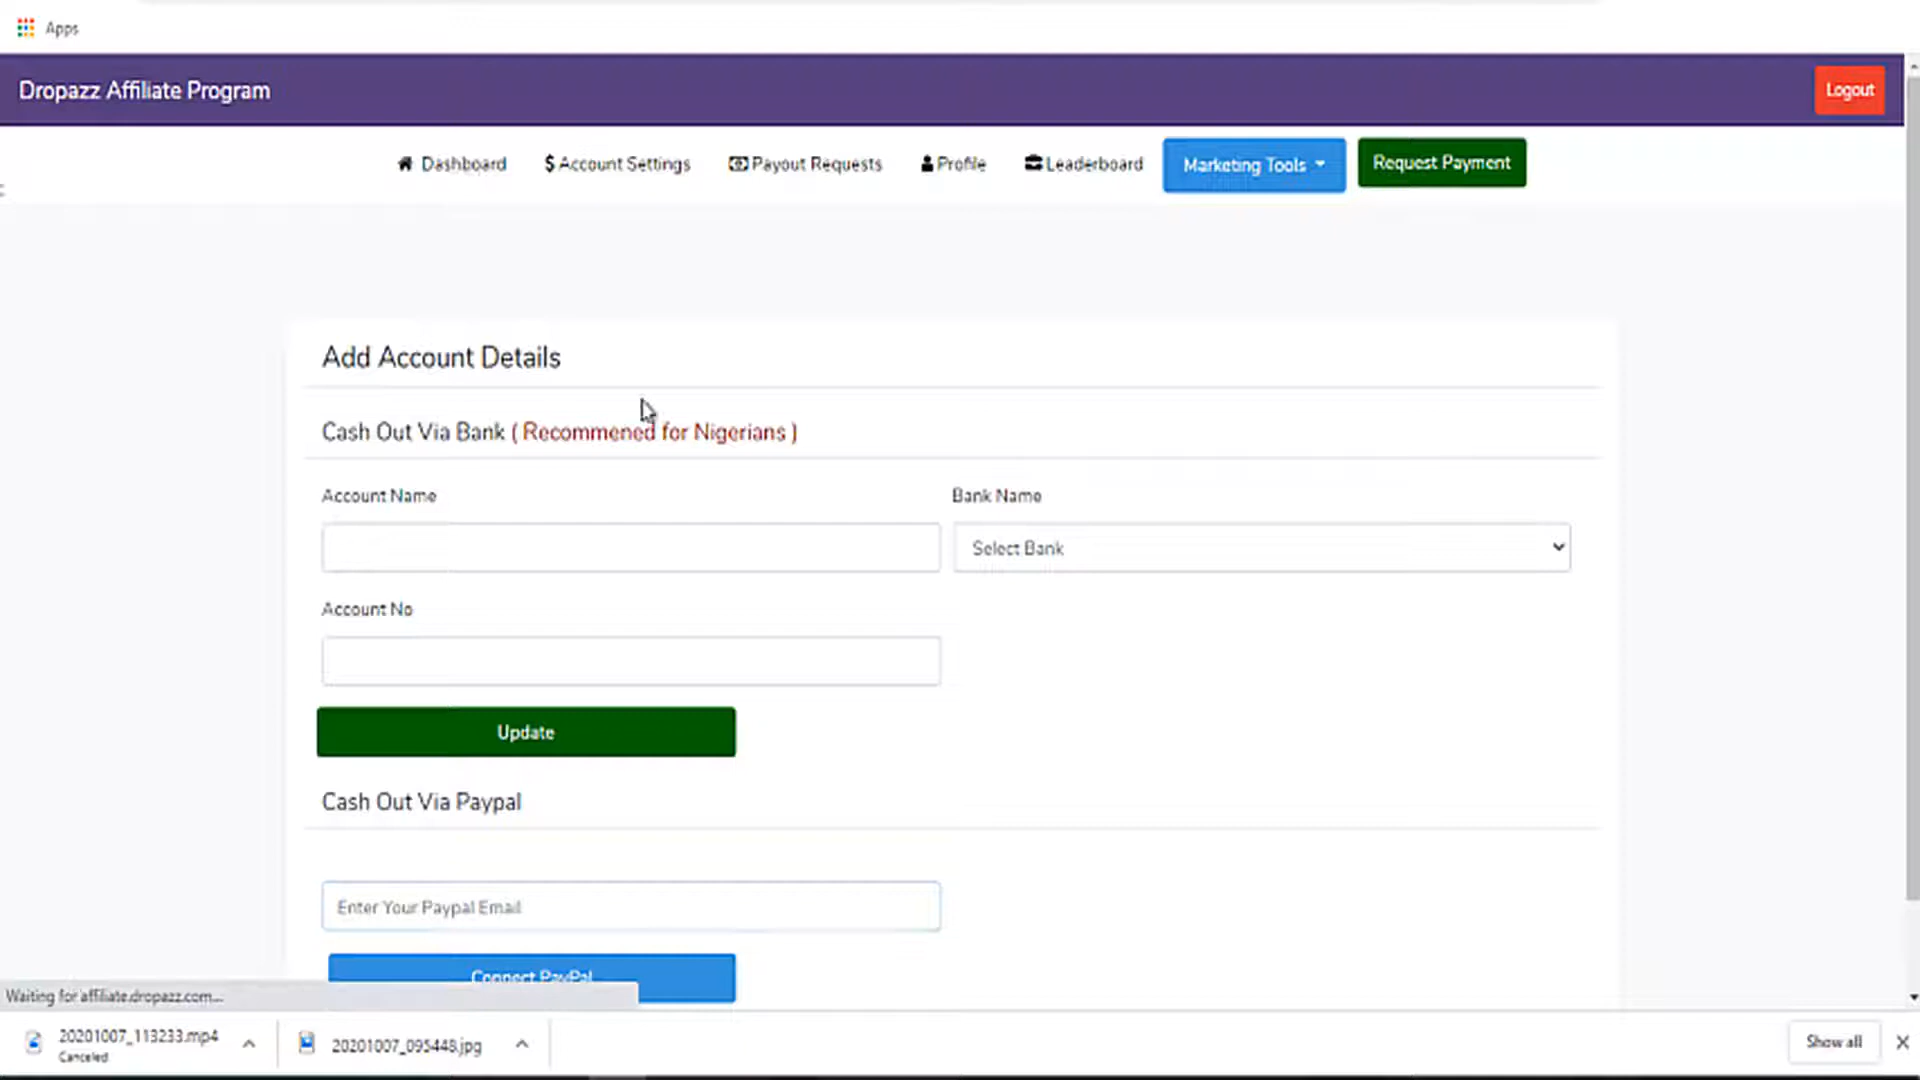 Apps
Dropazz Affiliate Program
Logout
Dashboard
$ Account Settings
Payout Requests
Profile
Leaderboard
Marketing Tools
Request Payment
Add Account Details
Cash Out Via Bank ( Recommened for Nigerians )
Account Name
Bank Name
Select Bank
Account No
Update
Cash Out Via Paypal
Enter Your Paypal Email
Connect PayPal
Waiting for affiliate.dropazz.com...
20201007_113233.mp4
Canceled
20201007_095448.jpg
Show all